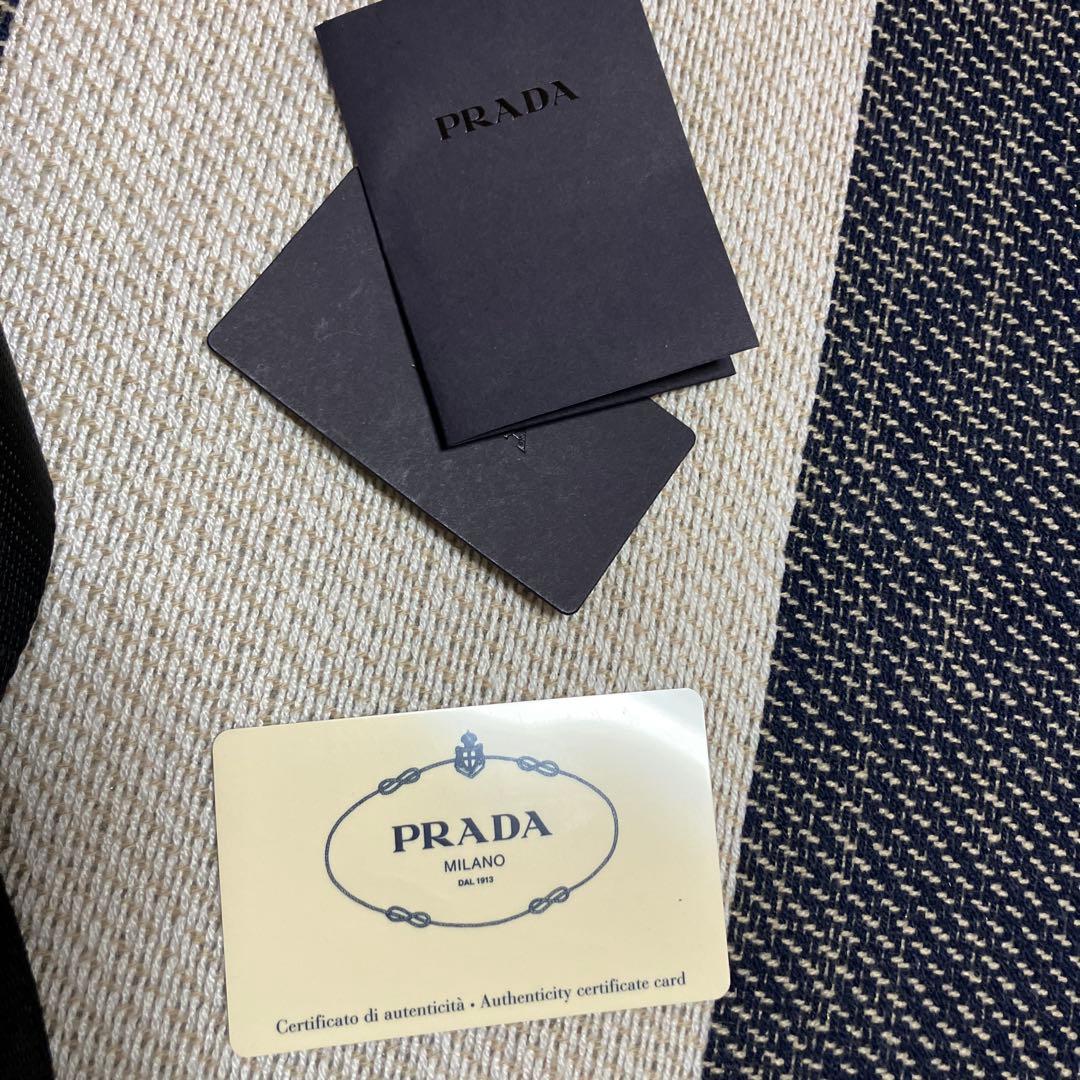 PRADA
PRADA
MILANO
DAL 1913
Certificato di autenticità • Authenticity certificate card